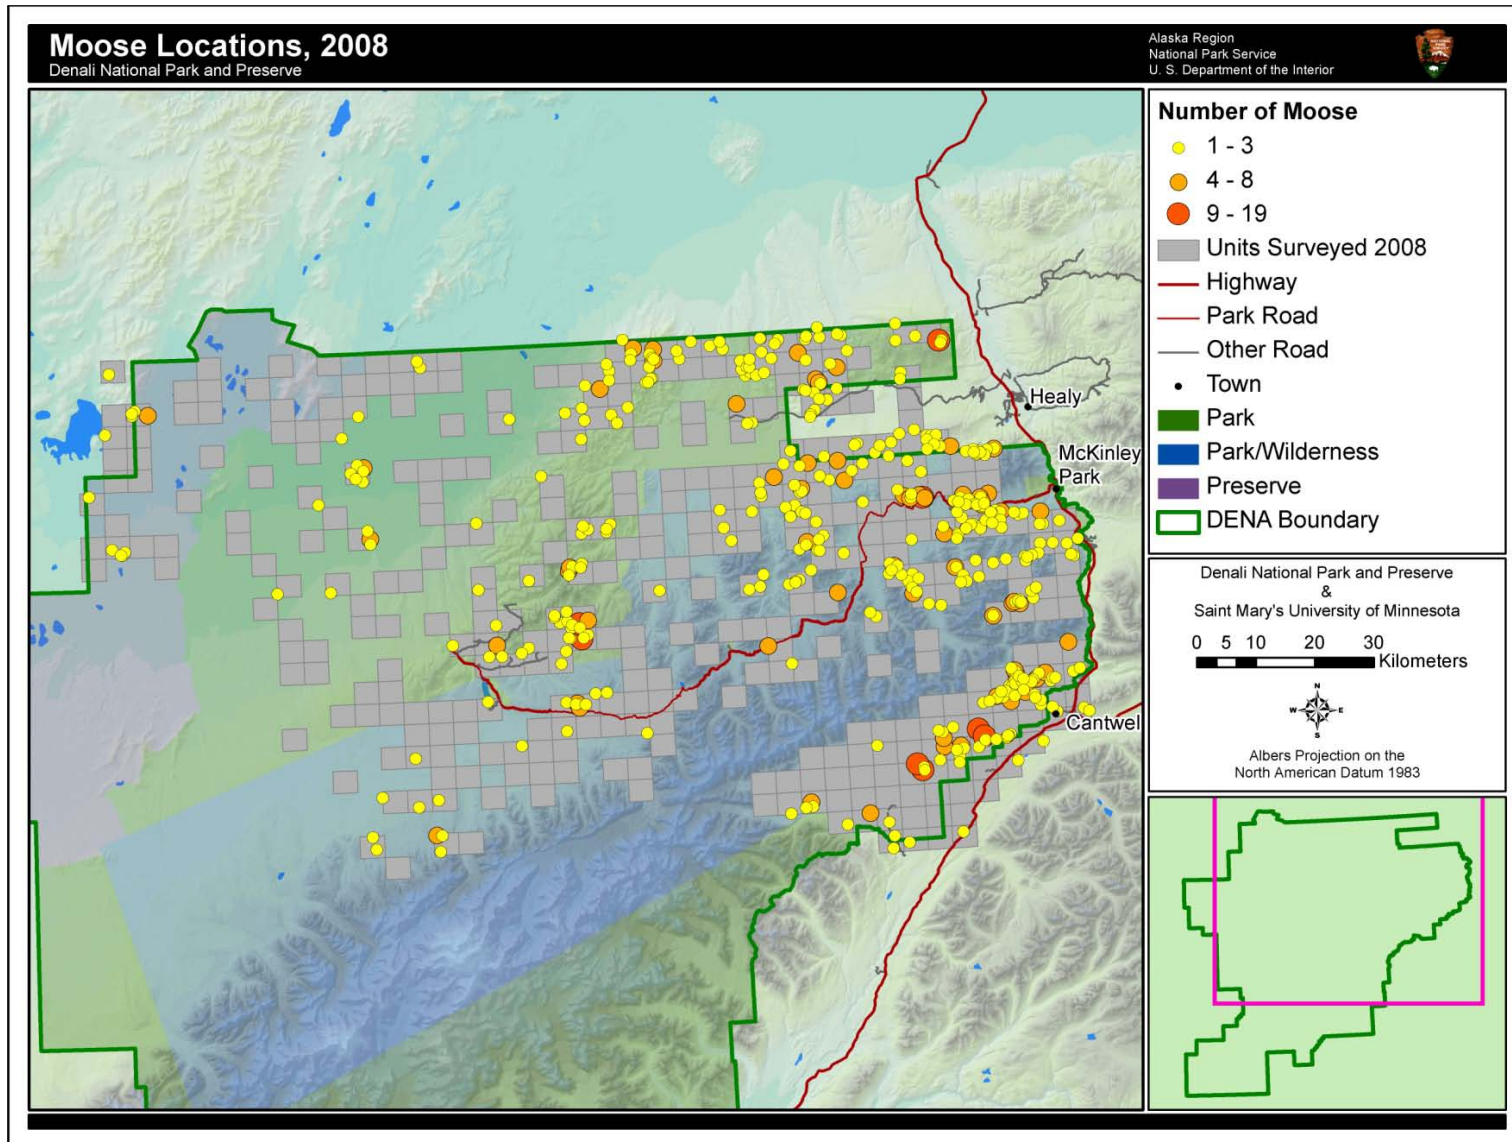 Moose Locations, 2008
Denali National Park and Preserve
Alaska Region
National Park Service
U. S. Department of the Interior
Number of Moose
1 - 3
4 - 8
9 - 19
Units Surveyed 2008
Highway
Park Road
Other Road
Town
Park
Park/Wilderness
Preserve
DENA Boundary
Healy
McKinley
Park
Cantwel
Denali National Park and Preserve
&
Saint Mary's University of Minnesota
0 5 10 20 30
Kilometers
N
W E
S
Albers Projection on the
North American Datum 1983